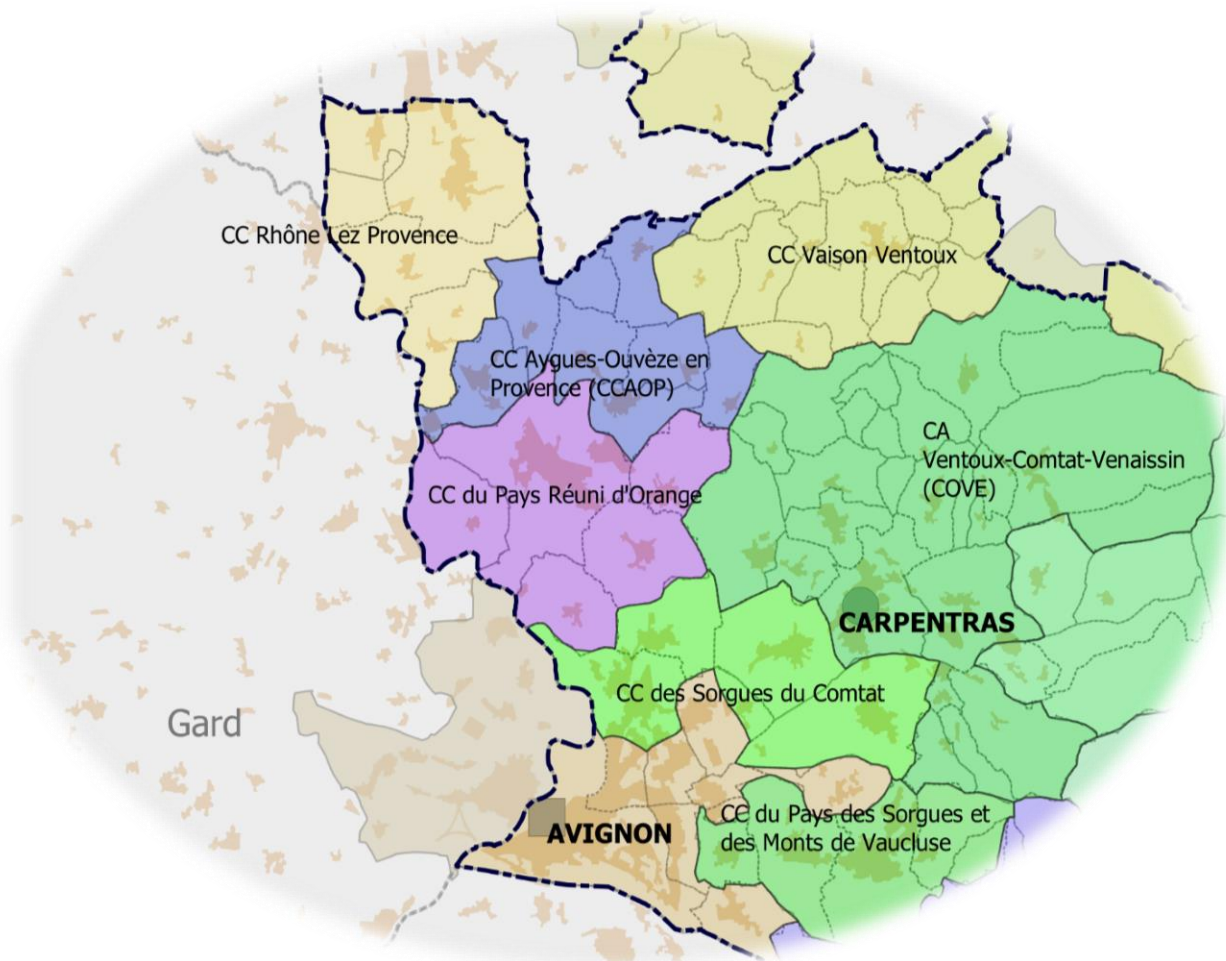 CC Rhône Lez Provence
CC Vaison Ventoux
CC Aygues-Ouvèze en
Provence (CCAOP)
CA
Ventoux-Comtat-Venaissin
(COVE)
CC du Pays Réuni d'Orange
CARPENTRAS
CC des Sorgues du Comtat
Gard
CC du Pays des Sorgues et
des Monts de Vaucluse
AVIGNON